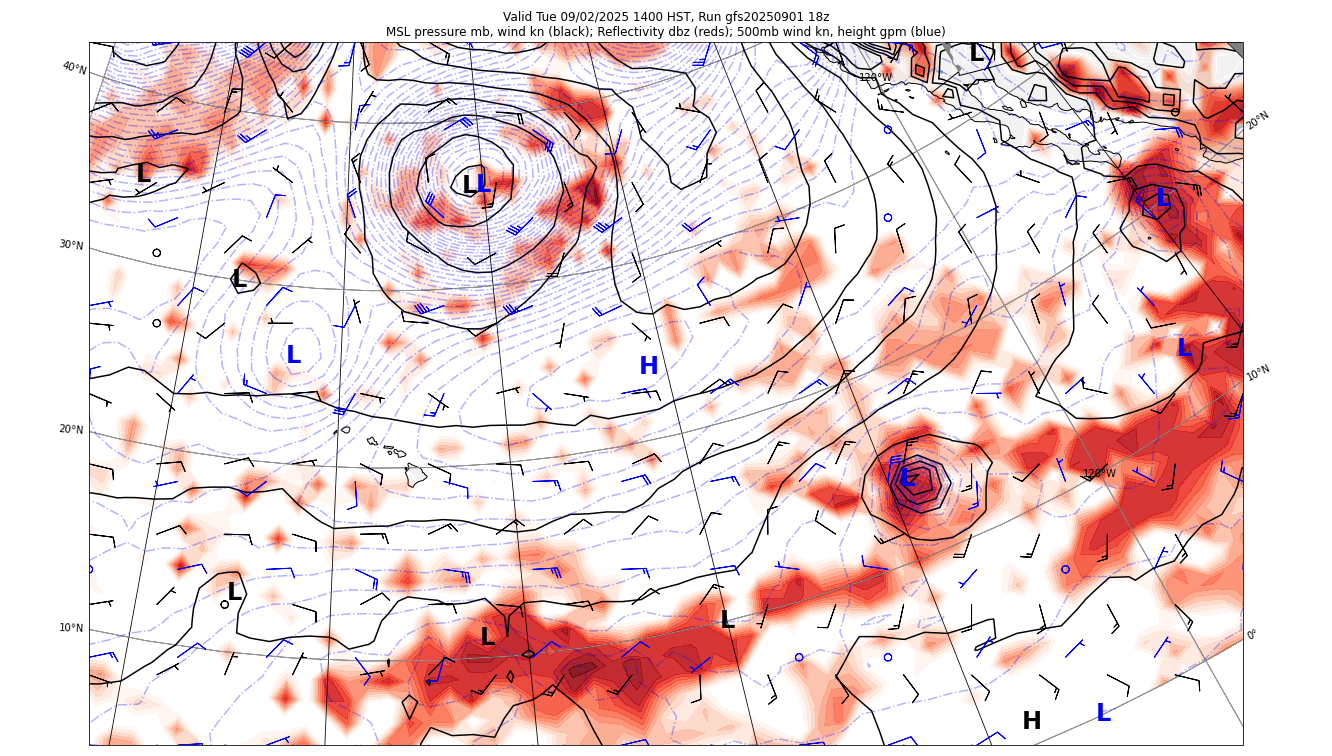 Valid Tue 09/02/2025 1400 HST, Run gfs20250901 18z
MSL pressure mb, wind kn (black); Reflectivity dbz (reds); 500mb wind kn, height gpm (blue)
L
40°N
120°W
20°N
L
L L
L
30°N
L
L
L
H
10°N
20°N
L
120°W
L
L
10°N
L
0°
H
L